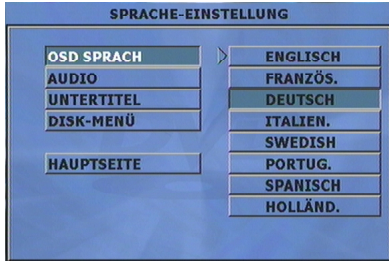 SPRACHE-EINSTELLUNG
OSD SPRACH
AUDIO
UNTERTITEL
DISK-MENÜ
HAUPTSEITE
ENGLISCH
FRANZÖS.
DEUTSCH
ITALIEN.
SWEDISH
PORTUG.
SPANISCH
HOLLÄND.